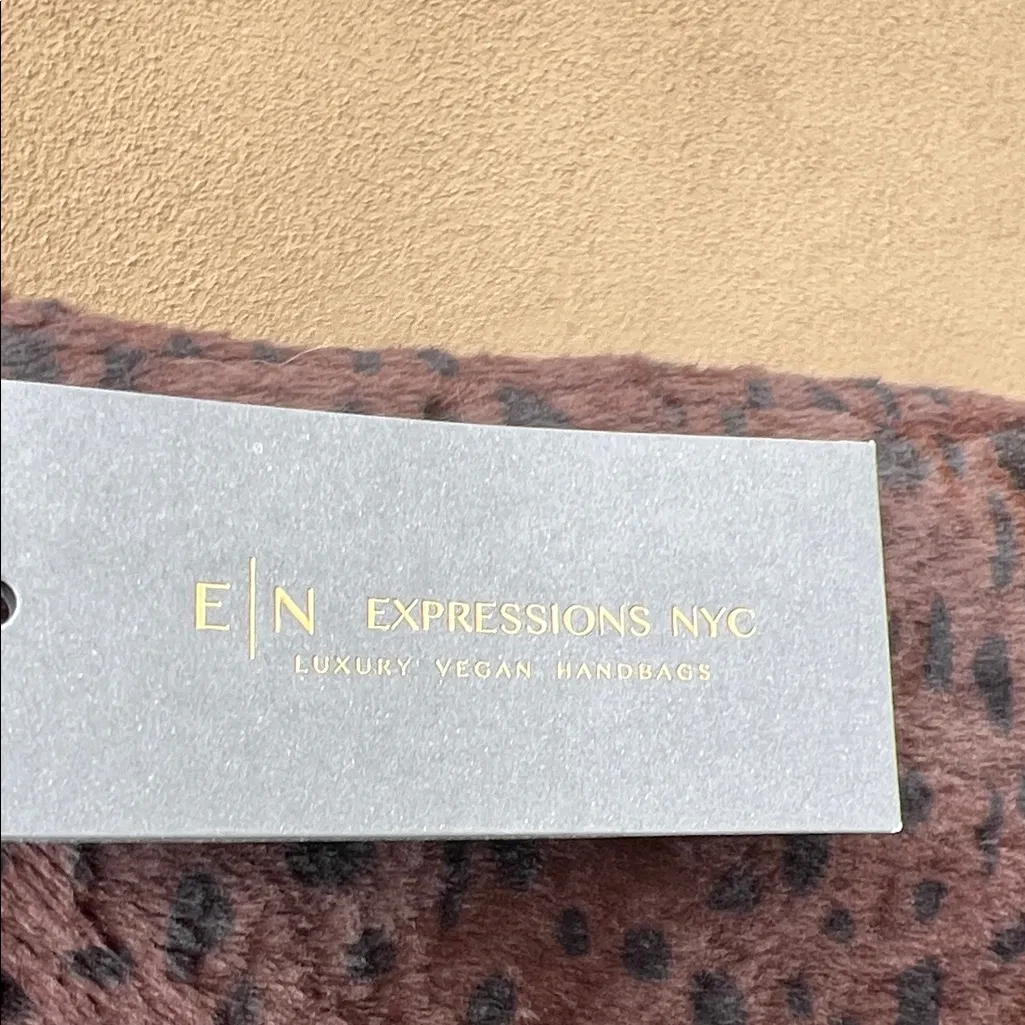 E|N EXPRESSIONS NYC
LUXURY VEGAN HANDBAGS